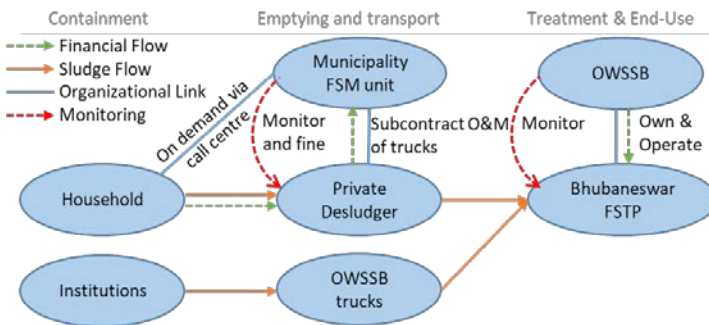 Containment
Emptying and transport
Treatment & End-Use
Financial Flow
Sludge Flow
Organizational Link
Monitoring
On demand via
call centre
Municipality
FSM unit
OWSSB
Monitor
and fine
Subcontract O&M
of trucks
Monitor
Own &
Operate
Household
Private
Desludger
Bhubaneswar
FSTP
Institutions
OWSSB
trucks